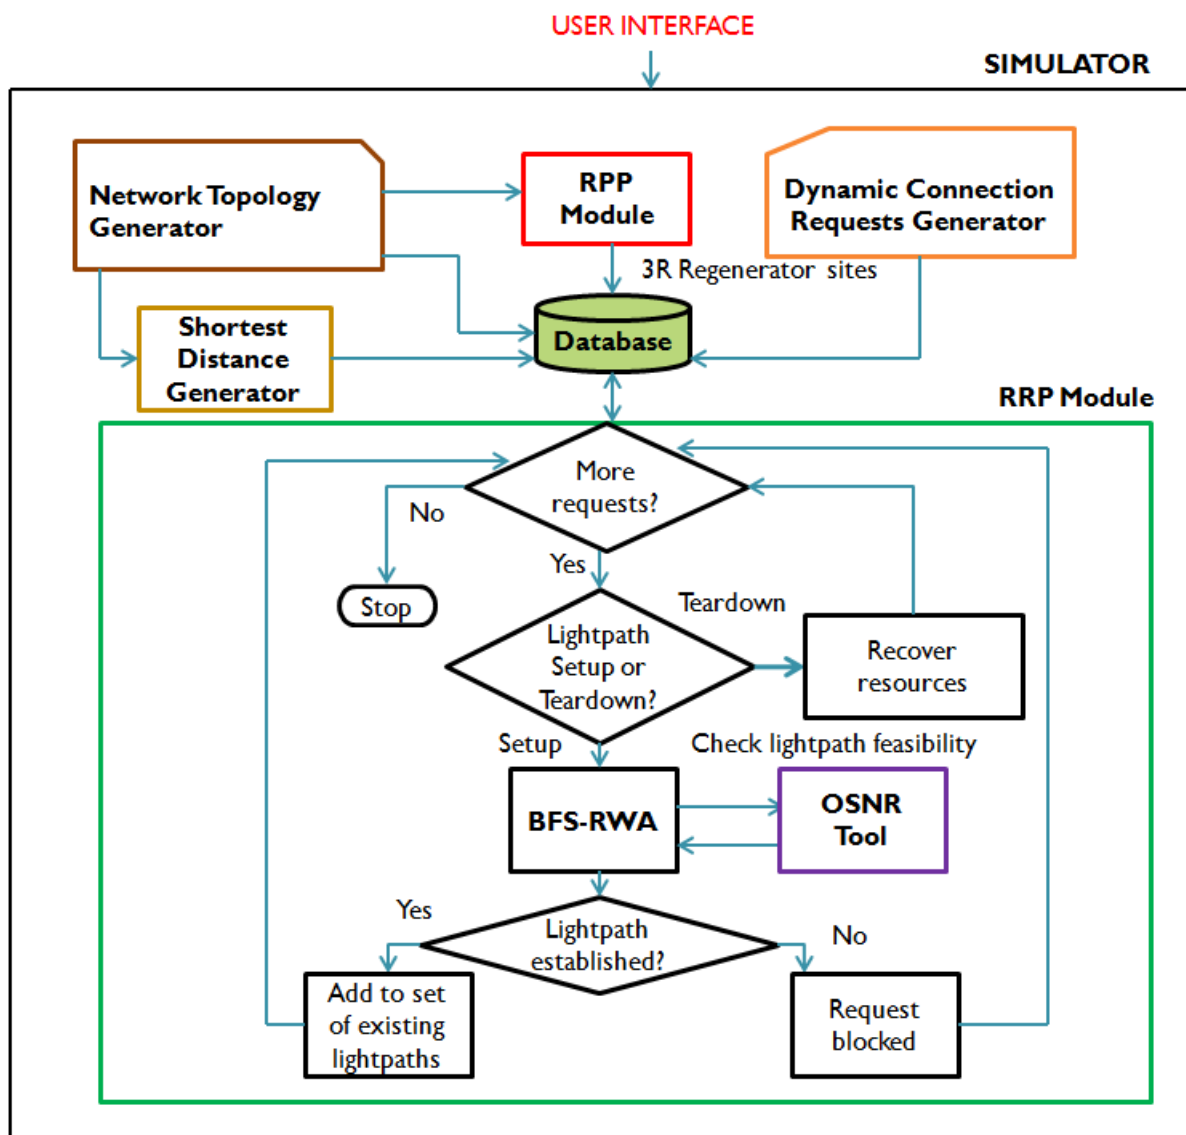 USER INTERFACE
SIMULATOR
Network Topology
Generator
RPP
Module
Dynamic Connection
Requests Generator
3R Regenerator sites
Shortest
Distance
Generator
Database
RRP Module
More
requests?
No
Yes
Stop
Teardown
Lightpath
Setup or
Teardown?
Recover
resources
Setup
Check lightpath feasibility
BFS-RWA
OSNR
Tool
Yes
Lightpath
established?
No
Add to set
of existing
lightpaths
Request
blocked